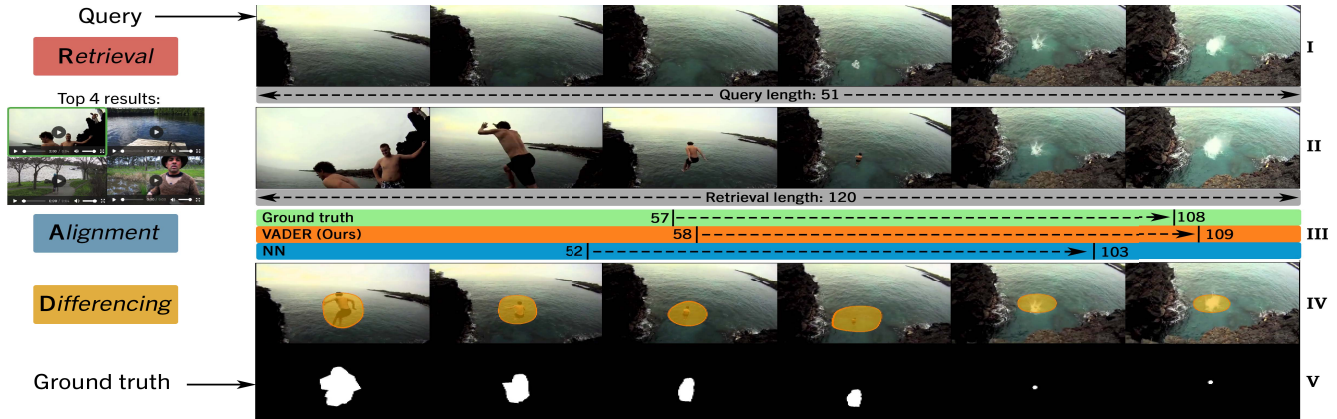 Query
Retrieval
Top 4 results:
I
Query length: 51
II
Retrieval length: 120
Alignment
Ground truth 57 108
VADER (Ours) 58 109
III
NN 52 103
Differencing
IV
Ground truth
V